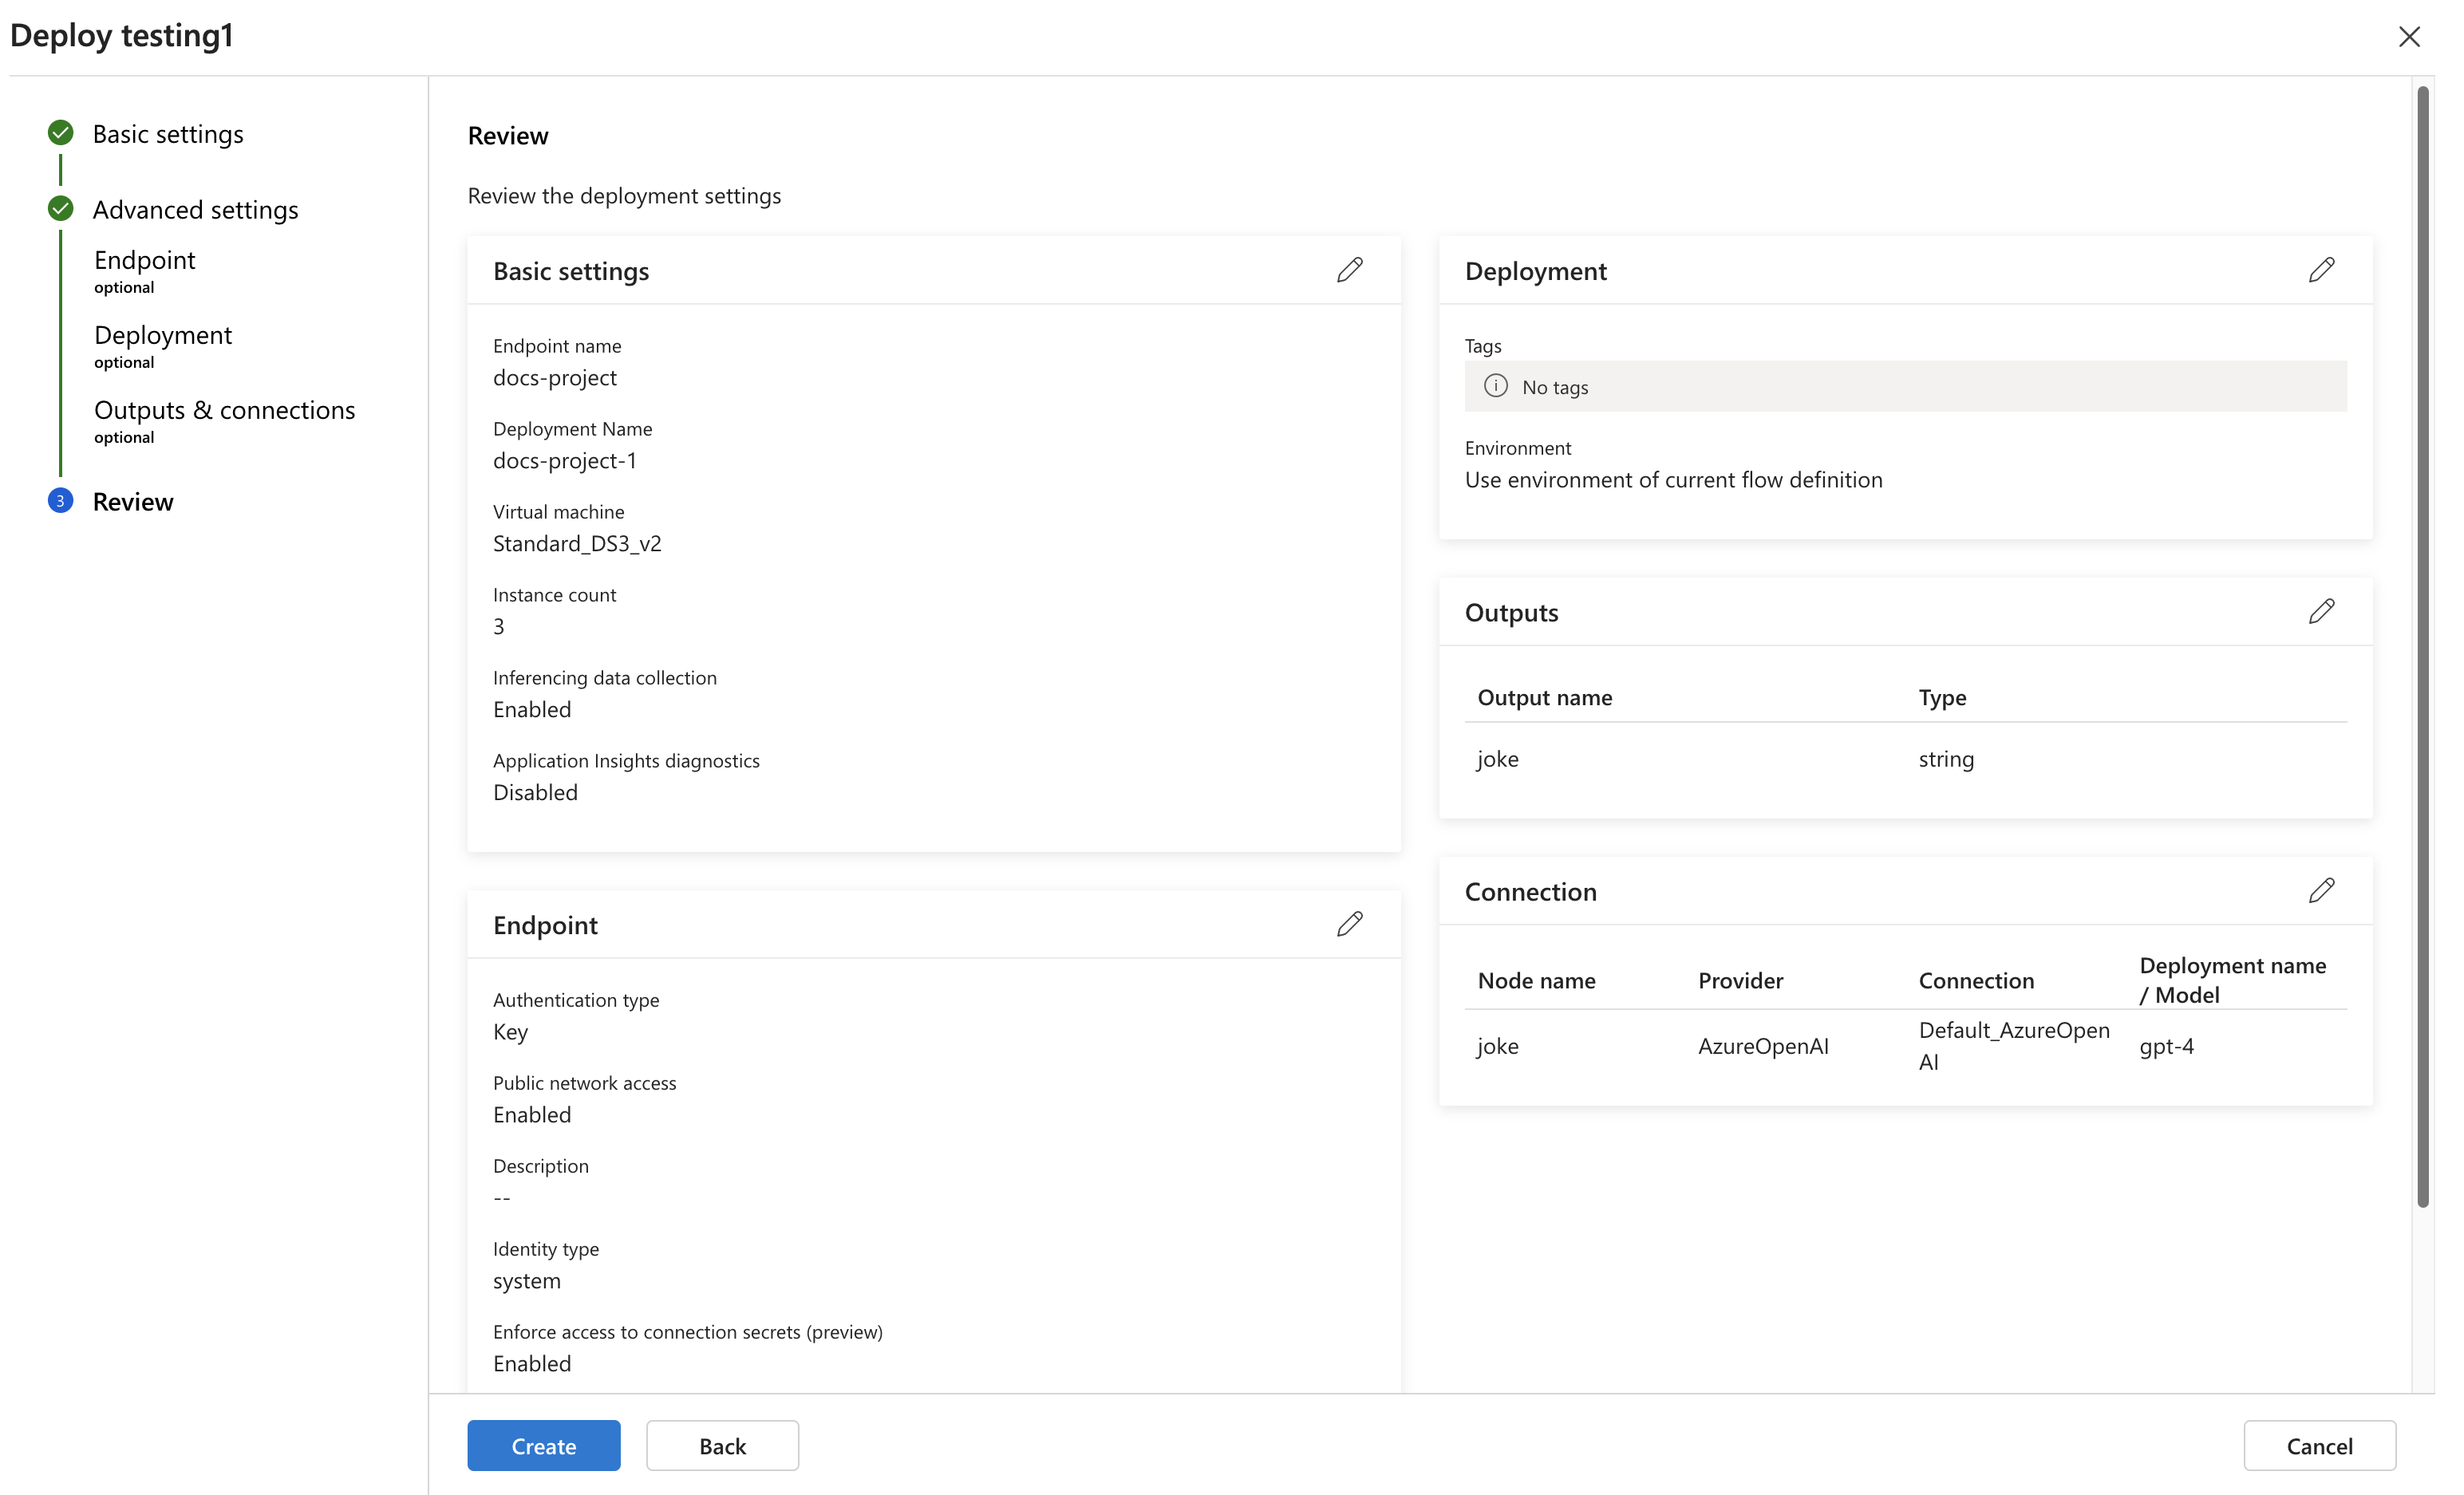 Deploy testing1
Basic settings
Advanced settings
Endpoint
optional
Deployment
optional
Outputs & connections
optional
3
Review
Review
Review the deployment settings
Basic settings
Endpoint name
docs-project
Deployment Name
docs-project-1
Virtual machine
Standard_DS3_v2
Instance count
3
Inferencing data collection
Enabled
Application Insights diagnostics
Disabled
Endpoint
Authentication type
Key
Public network access
Enabled
Description
--
Identity type
system
Enforce access to connection secrets (preview)
Enabled
Deployment
Tags
No tags
Environment
Use environment of current flow definition
Outputs
Output name Type
joke string
Connection
Node name Provider Connection Deployment name
/ Model
joke AzureOpenAI Default_AzureOpen
AI gpt-4
Create Back Cancel